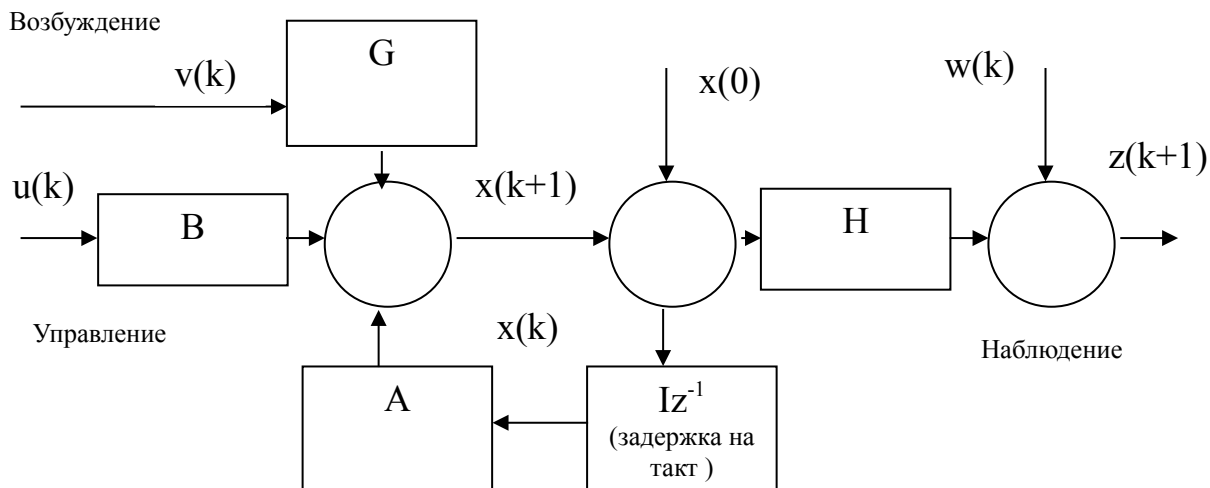 Возбуждение
G
v(k)
x(0)
w(k)
z(k+1)
u(k)
B
x(k+1)
H
Управление
x(k)
Наблюдение
A
Iz⁻¹
(задержка на
такт )